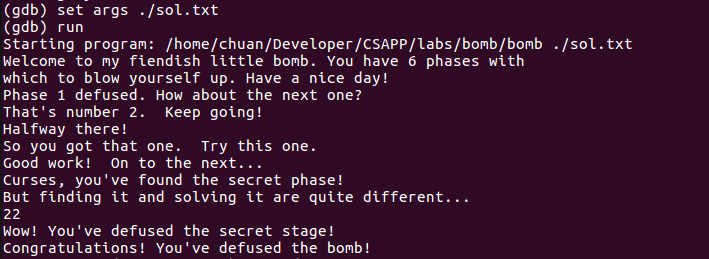 (gdb) set args ./sol.txt
(gdb) run
Starting program: /home/chuan/Developer/CSAPP/labs/bomb/bomb ./sol.txt
Welcome to my fiendish little bomb. You have 6 phases with
which to blow yourself up. Have a nice day!
Phase 1 defused. How about the next one?
That's number 2.  Keep going!
Halfway there!
So you got that one.  Try this one.
Good work!  On to the next...
Curses, you've found the secret phase!
But finding it and solving it are quite different...
22
Wow! You've defused the secret stage!
Congratulations! You've defused the bomb!